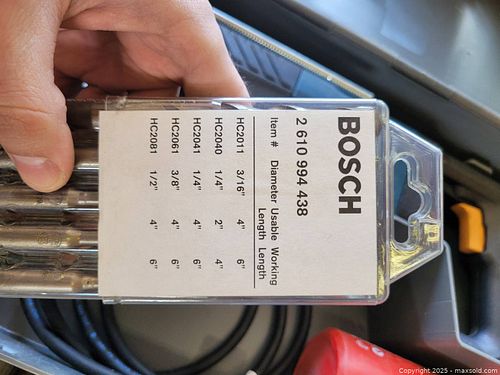 BOSCH
2 610 994 438
Item # Diameter Usable Working
Length Length
HC2011 3/16" 4" 6"
HC2040 1/4" 2" 4"
HC2041 1/4" 4" 6"
HC2061 3/8" 4" 6"
HC2081 1/2" 4" 6"
Copyright 2025 - maxsold.com